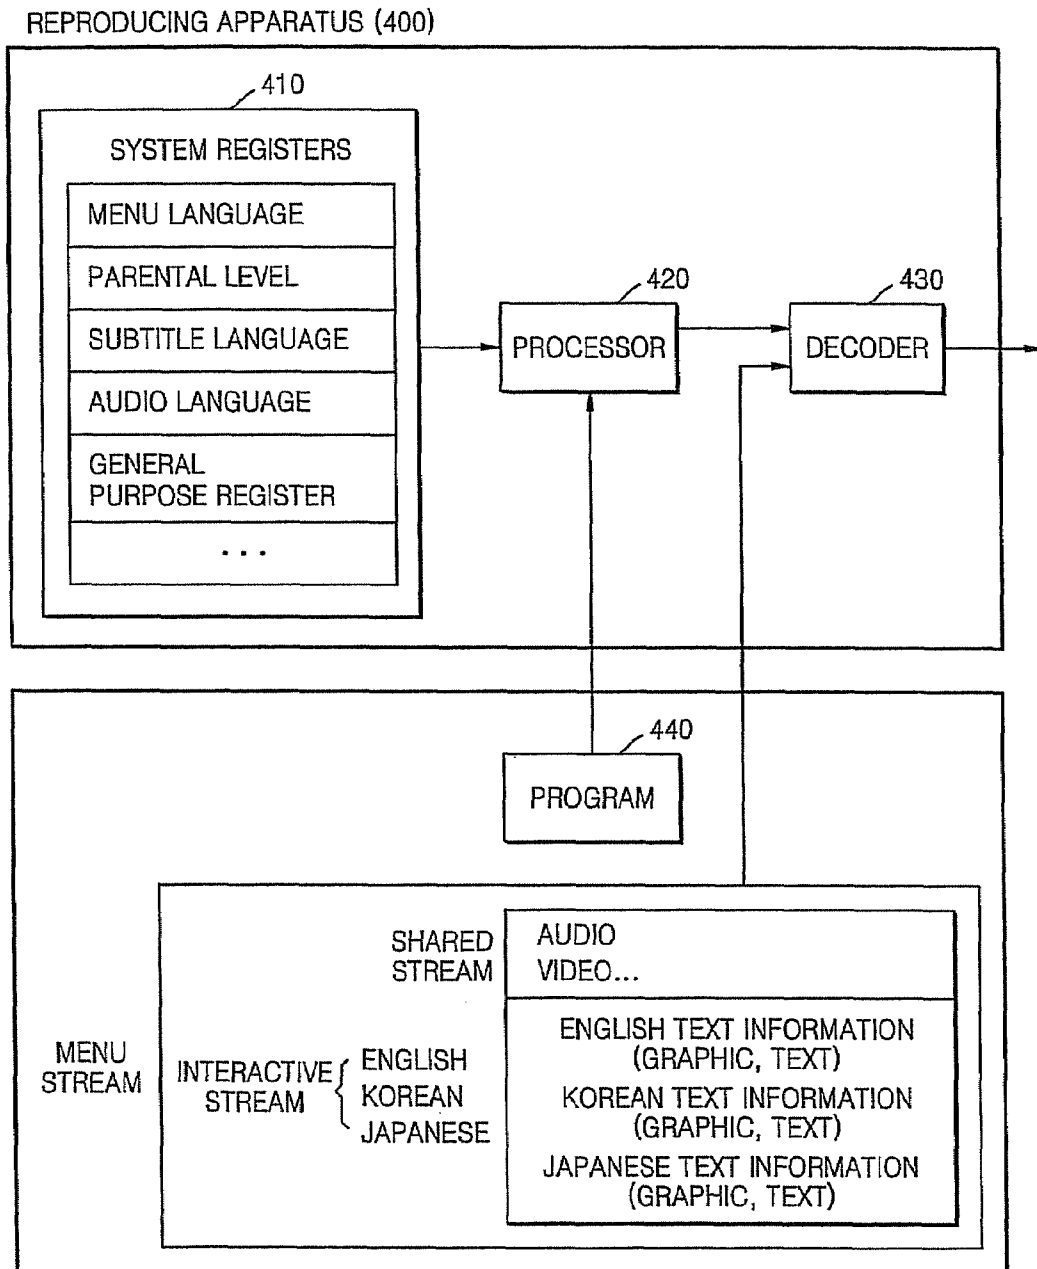 REPRODUCING APPARATUS (400)
410
SYSTEM REGISTERS
MENU LANGUAGE
PARENTAL LEVEL
SUBTITLE LANGUAGE
AUDIO LANGUAGE
GENERAL
PURPOSE REGISTER
...
420
PROCESSOR
430
DECODER
440
PROGRAM
MENU
STREAM
SHARED
STREAM
AUDIO
VIDEO...
INTERACTIVE
STREAM
ENGLISH
KOREAN
JAPANESE
ENGLISH TEXT INFORMATION
(GRAPHIC, TEXT)
KOREAN TEXT INFORMATION
(GRAPHIC, TEXT)
JAPANESE TEXT INFORMATION
(GRAPHIC, TEXT)